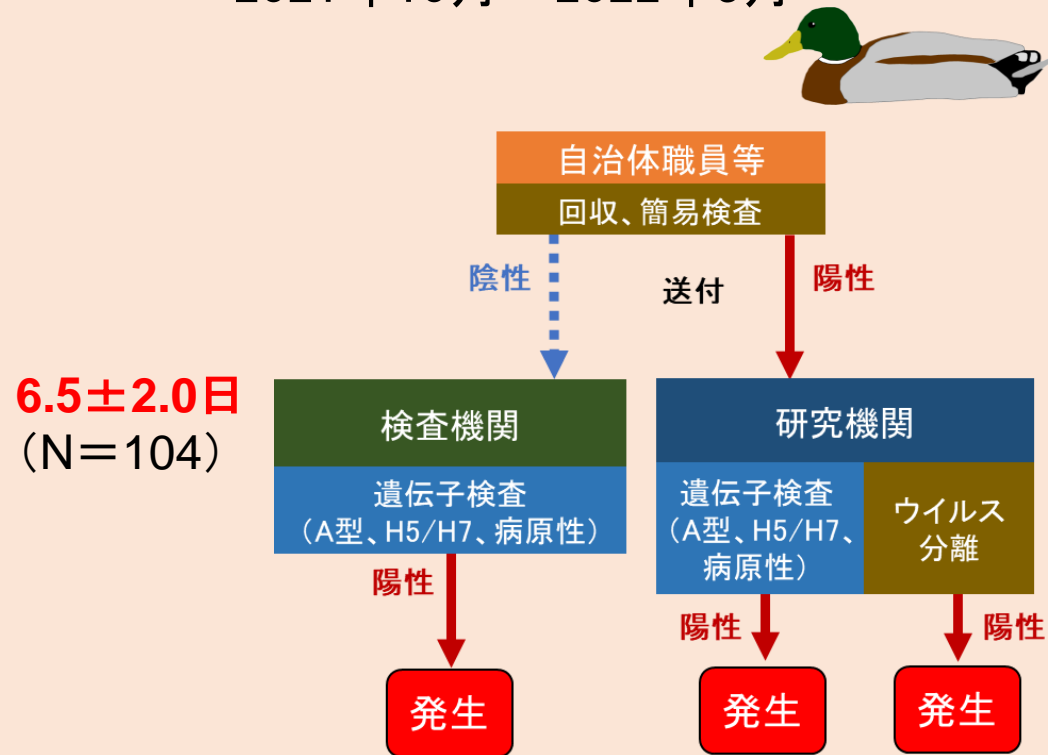 自治体職員等
回収、簡易検査
陰性
送付
陽性
6.5±2.0日
（N＝104）
検査機関
遺伝子検査
（A型、H5/H7、病原性）
陽性
発生
研究機関
遺伝子検査
（A型、H5/H7、
病原性）
ウイルス
分離
陽性
陽性
発生
発生